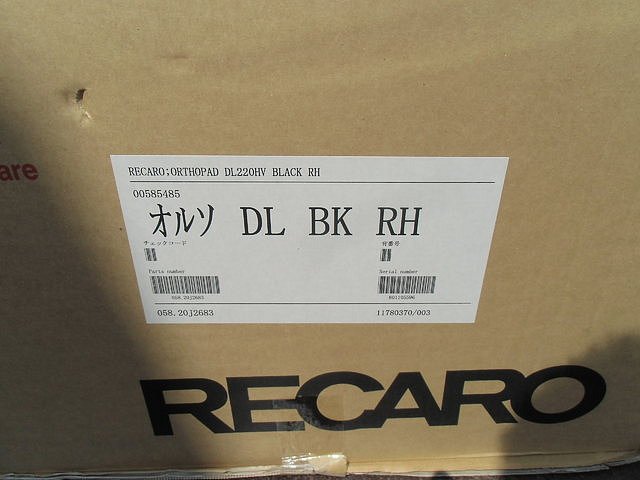 are
RECARO;ORTHOPAD DL220HV BLACK RH
00585485
オルソ DL BK RH
チェックコード
Parts number
Serial number
058.20J2683
058.20J2683
11780370/003
RECARO